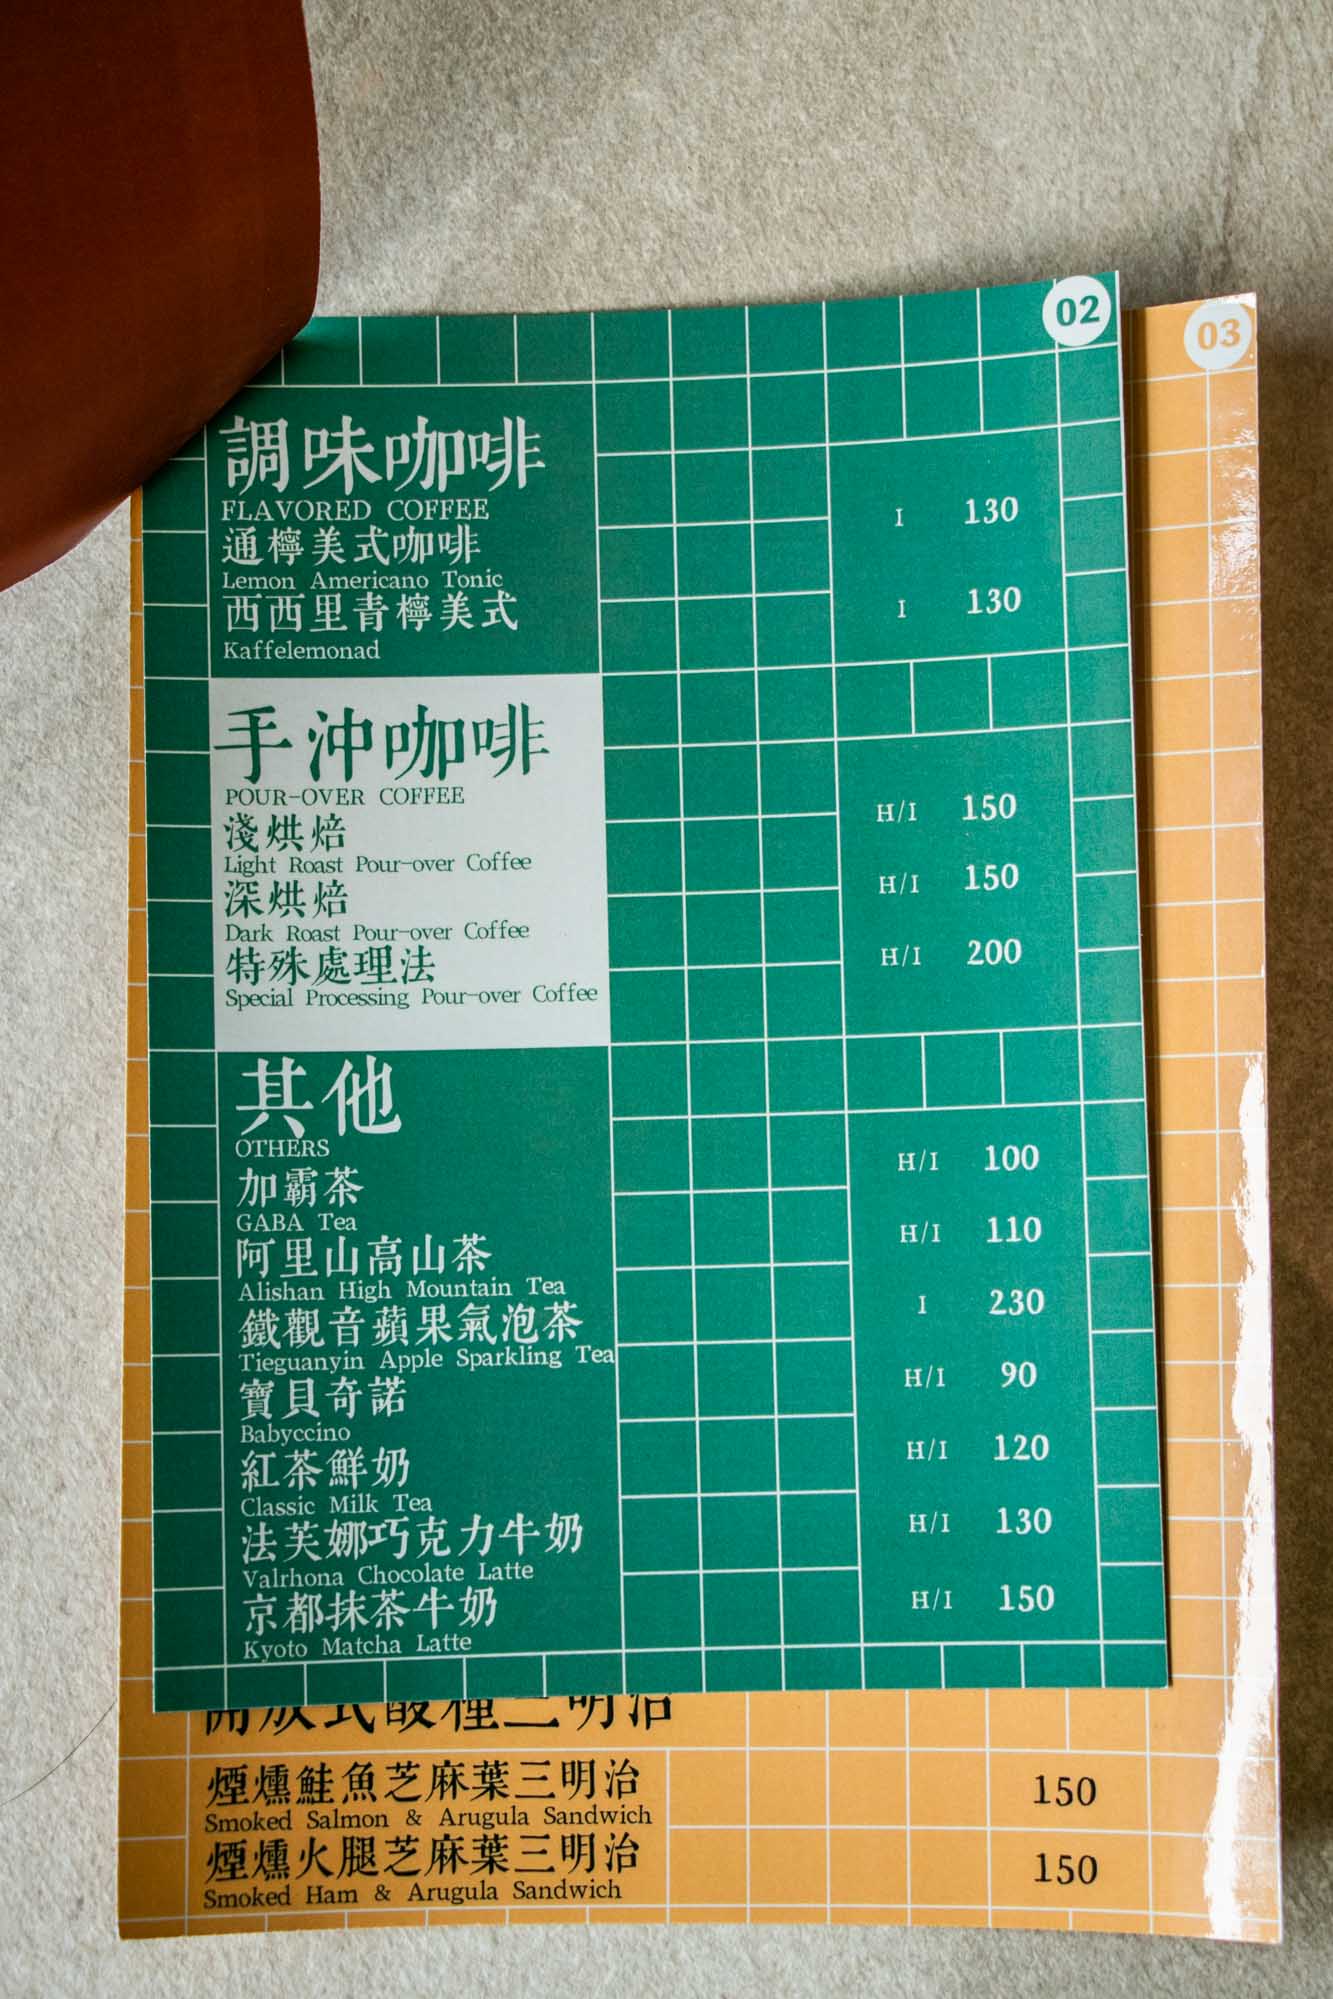 02
03
調味咖啡
FLAVORED COFFEE
通檸美式咖啡 I 130
Lemon Americano Tonic
西西里青檸美式 I 130
Kaffelemonad
手沖咖啡
POUR-OVER COFFEE
淺烘焙 H/I 150
Light Roast Pour-over Coffee
深烘焙 H/I 150
Dark Roast Pour-over Coffee
特殊處理法 H/I 200
Special Processing Pour-over Coffee
其他
OTHERS
加霸茶 H/I 100
GABA Tea
阿里山高山茶 H/I 110
Alishan High Mountain Tea
鐵觀音蘋果氣泡茶 I 230
Tieguanyin Apple Sparkling Tea
寶貝奇諾 H/I 90
Babyccino
紅茶鮮奶 H/I 120
Classic Milk Tea
法芙娜巧克力牛奶 H/I 130
Valrhona Chocolate Latte
京都抹茶牛奶 H/I 150
Kyoto Matcha Latte
開放式酸種三明治
煙燻鮭魚芝麻葉三明治 150
Smoked Salmon & Arugula Sandwich
煙燻火腿芝麻葉三明治 150
Smoked Ham & Arugula Sandwich